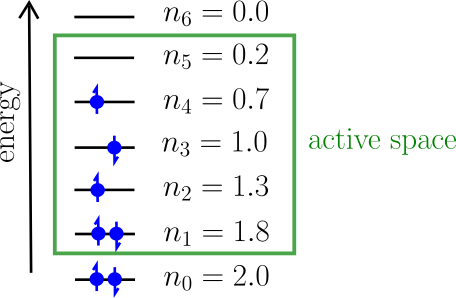 n₆ = 0.0
n₅ = 0.2
n₄ = 0.7
n₃ = 1.0
n₂ = 1.3
n₁ = 1.8
n₀ = 2.0
energy
active space